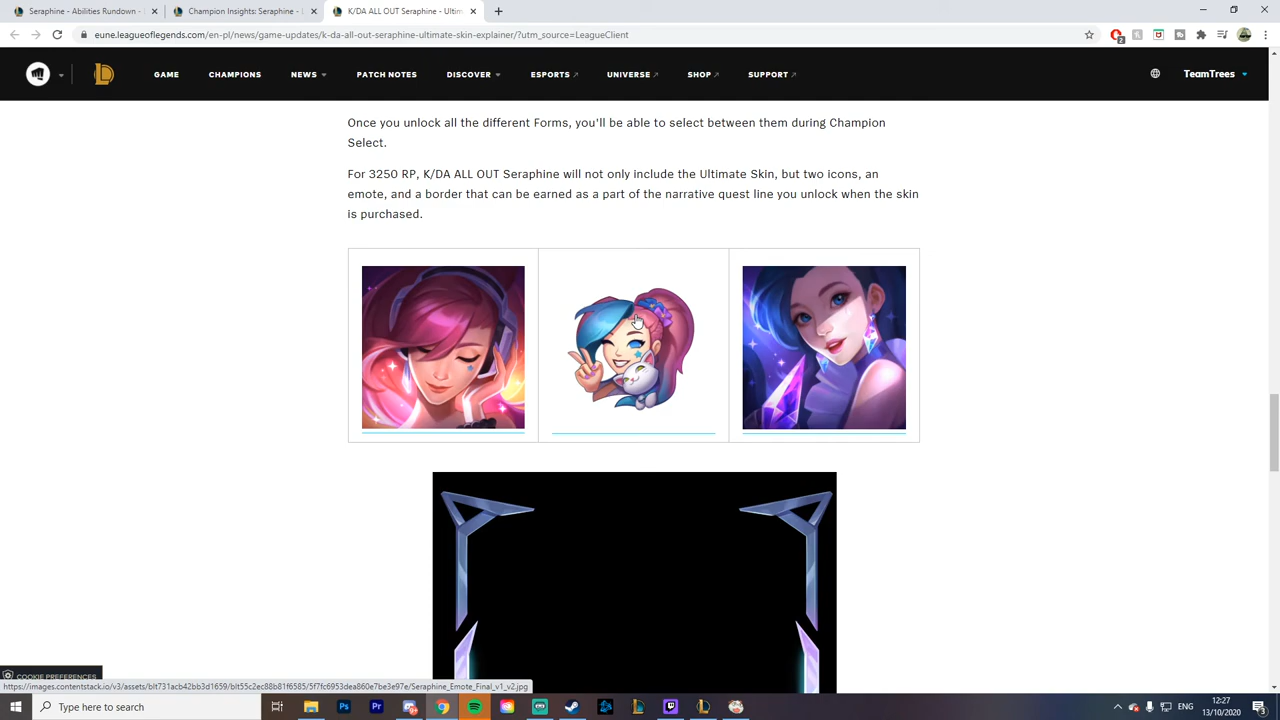 Seraphine - Abilities Rundown -
Champion Insights: Seraphine -
K/DA ALL OUT Seraphine - Ultim
eune.leagueoflegends.com/en-pl/news/game-updates/k-da-all-out-seraphine-ultimate-skin-explainer/?utm_source=LeagueClient
2
GAME
CHAMPIONS
NEWS
PATCH NOTES
DISCOVER
ESPORTS
UNIVERSE
SHOP
SUPPORT
TeamTrees
Once you unlock all the different Forms, you'll be able to select between them during Champion
Select.
For 3250 RP, K/DA ALL OUT Seraphine will not only include the Ultimate Skin, but two icons, an
emote, and a border that can be earned as a part of the narrative quest line you unlock when the skin
is purchased.
COOKIE PREFERENCES
https://images.contentstack.io/v3/assets/blt731acb42bb3d1659/blt55c2ec88b81f6585/5f7fc6953dea860e7be3e97e/Seraphine_Emote_Final_v1_v2.jpg
Type here to search
Ps
Pr
ENG
12:27
13/10/2020
3